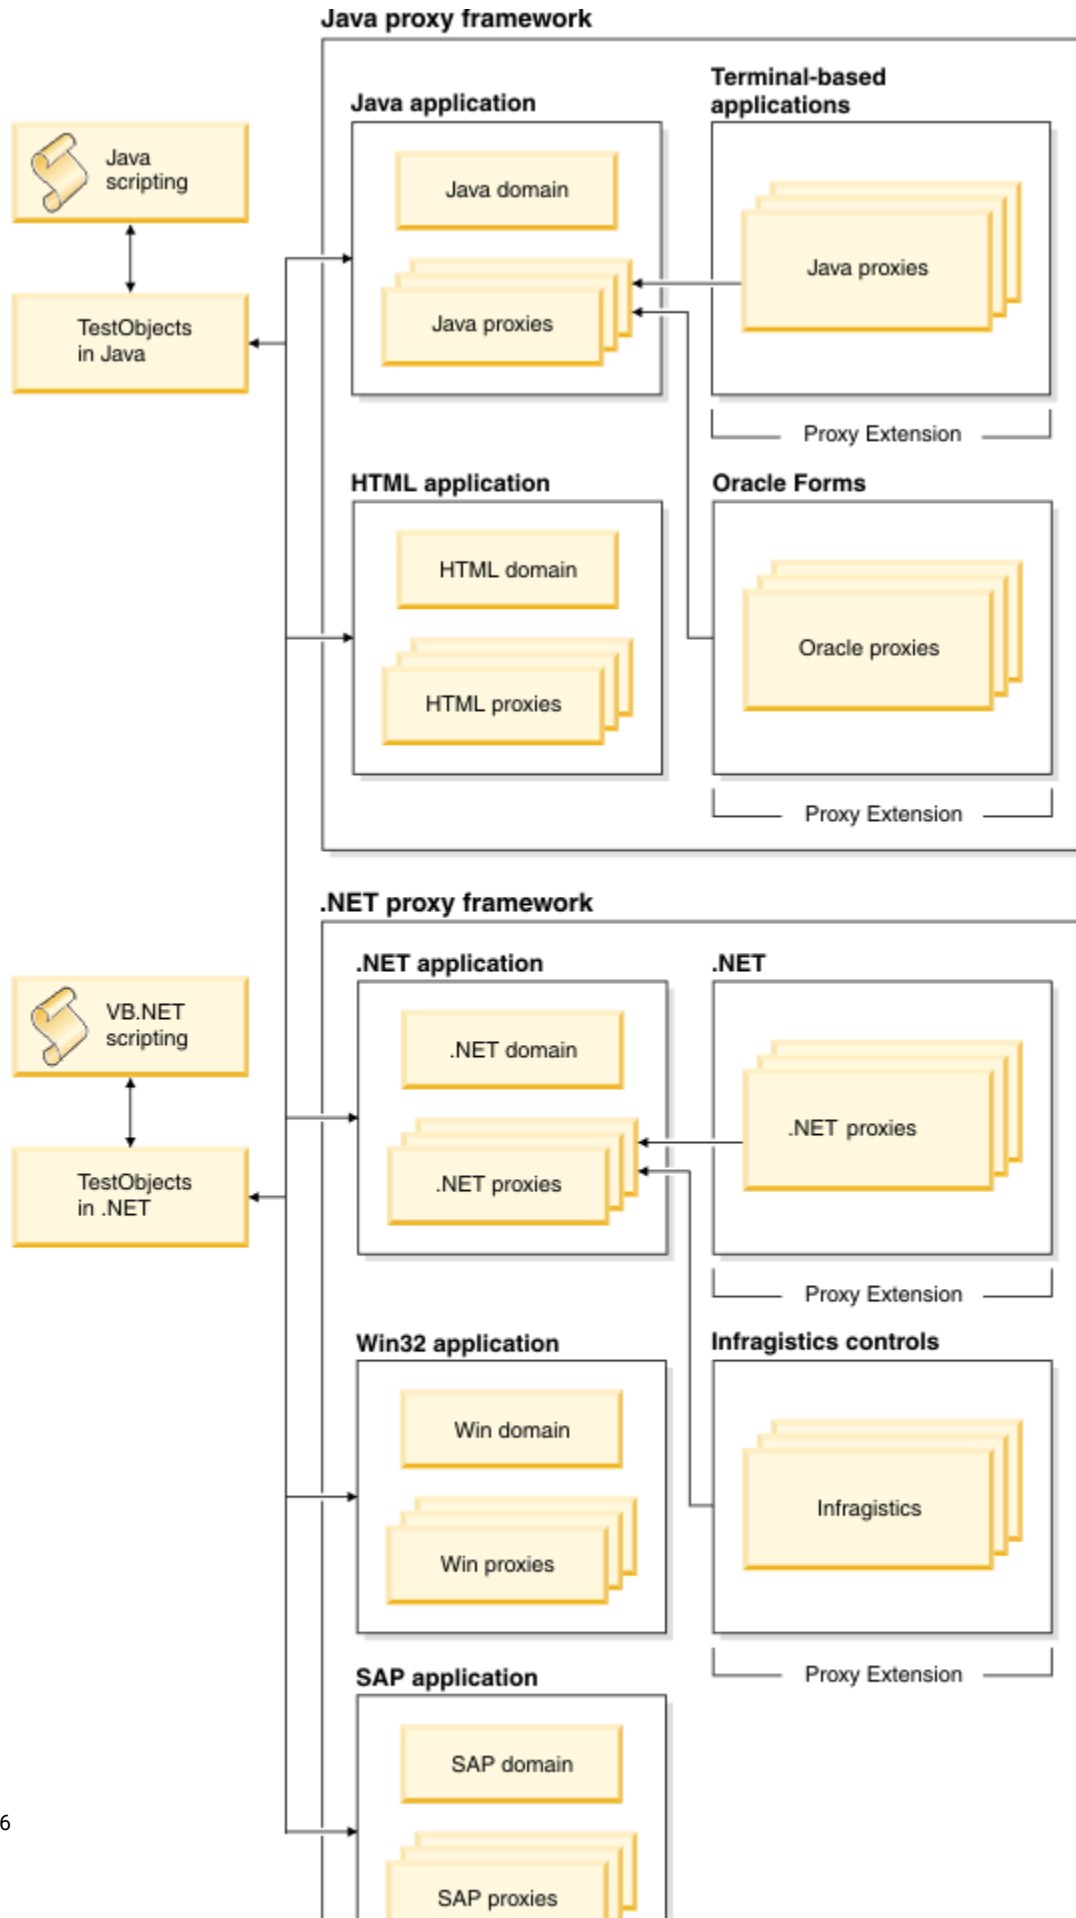 Java proxy framework
Java application
Terminal-based
applications
Java
scripting
Java domain
Java proxies
Java proxies
TestObjects
in Java
Proxy Extension
HTML application
Oracle Forms
HTML domain
HTML proxies
Oracle proxies
Proxy Extension
.NET proxy framework
.NET application
.NET
VB.NET
scripting
.NET domain
.NET proxies
.NET proxies
TestObjects
in .NET
Proxy Extension
Win32 application
Infragistics controls
Win domain
Win proxies
Infragistics
Proxy Extension
SAP application
SAP domain
6
SAP proxies